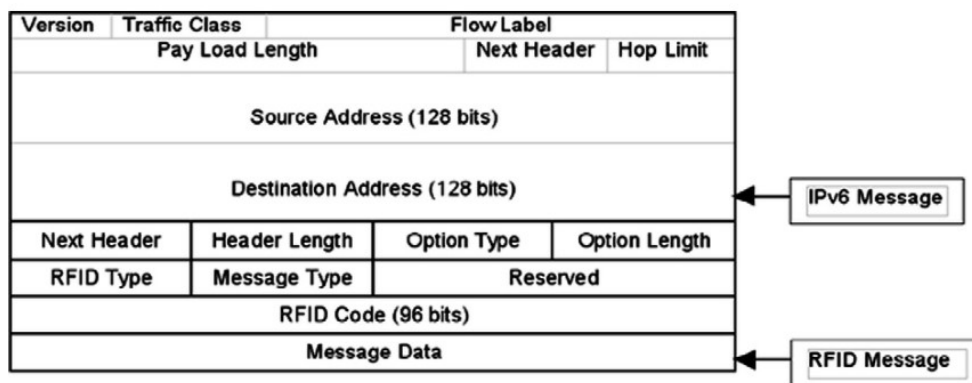 Version Traffic Class Flow Label
Pay Load Length Next Header Hop Limit
Source Address (128 bits)
Destination Address (128 bits)
IPv6 Message
Next Header Header Length Option Type Option Length
RFID Type Message Type Reserved
RFID Code (96 bits)
Message Data
RFID Message